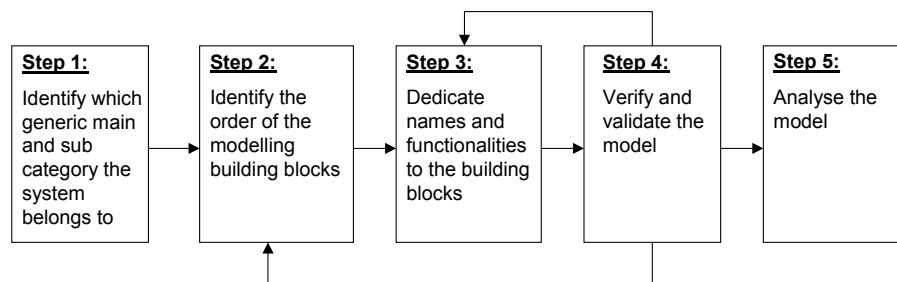 Step 1:
Identify which
generic main
and sub
category the
system
belongs to
Step 2:
Identify the
order of the
modelling
building blocks
Step 3:
Dedicate
names and
functionalities
to the building
blocks
Step 4:
Verify and
validate the
model
Step 5:
Analyse the
model